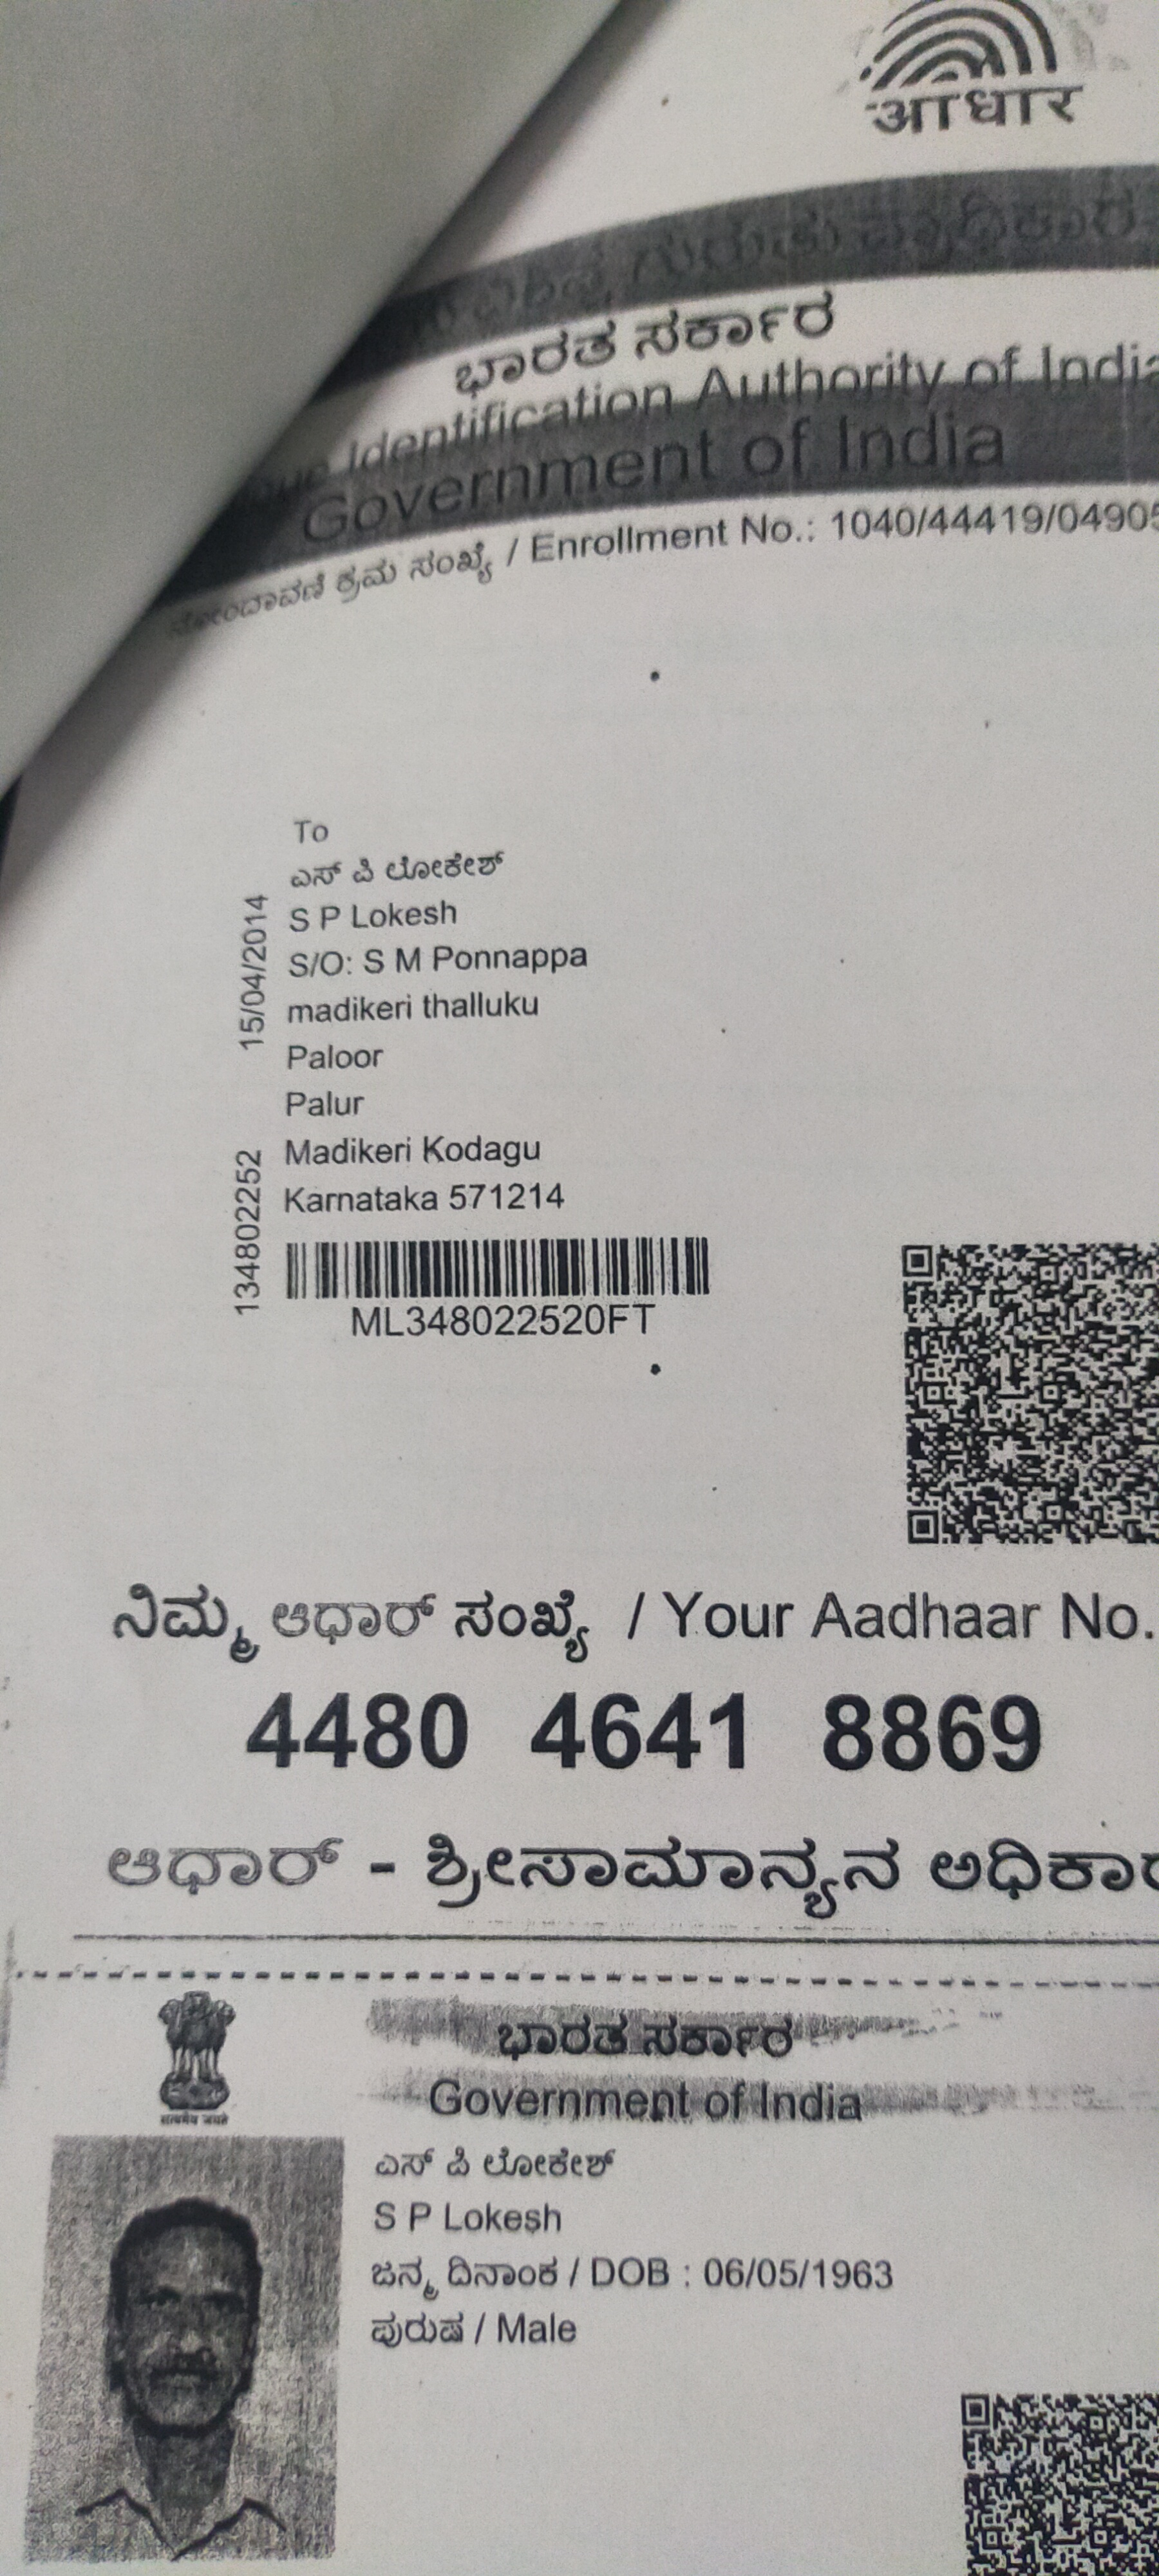 आधार
ಭಾರತ ಸರ್ಕಾರ
Identification Authority of India
Government of India
ಕ್ರಮ ಸಂಖ್ಯೆ / Enrollment No.: 1040/44419/04905
To
ಎಸ್ ಪಿ ಲೋಕೇಶ್
S P Lokesh
S/O: S M Ponnappa
madikeri thalluku
Paloor
Palur
Madikeri Kodagu
Karnataka 571214
15/04/2014
134802252
ML348022520FT
ನಿಮ್ಮ ಆಧಾರ್ ಸಂಖ್ಯೆ / Your Aadhaar No.
4480 4641 8869
ಆಧಾರ್ - ಶ್ರೀಸಾಮಾನ್ಯನ
ಭಾರತ ಸರ್ಕಾರ
Government of India
ಎಸ್ ಪಿ ಲೋಕೇಶ್
S P Lokesh
ಜನ್ಮ ದಿನಾಂಕ / DOB : 06/05/1963
ಪುರುಷ / Male